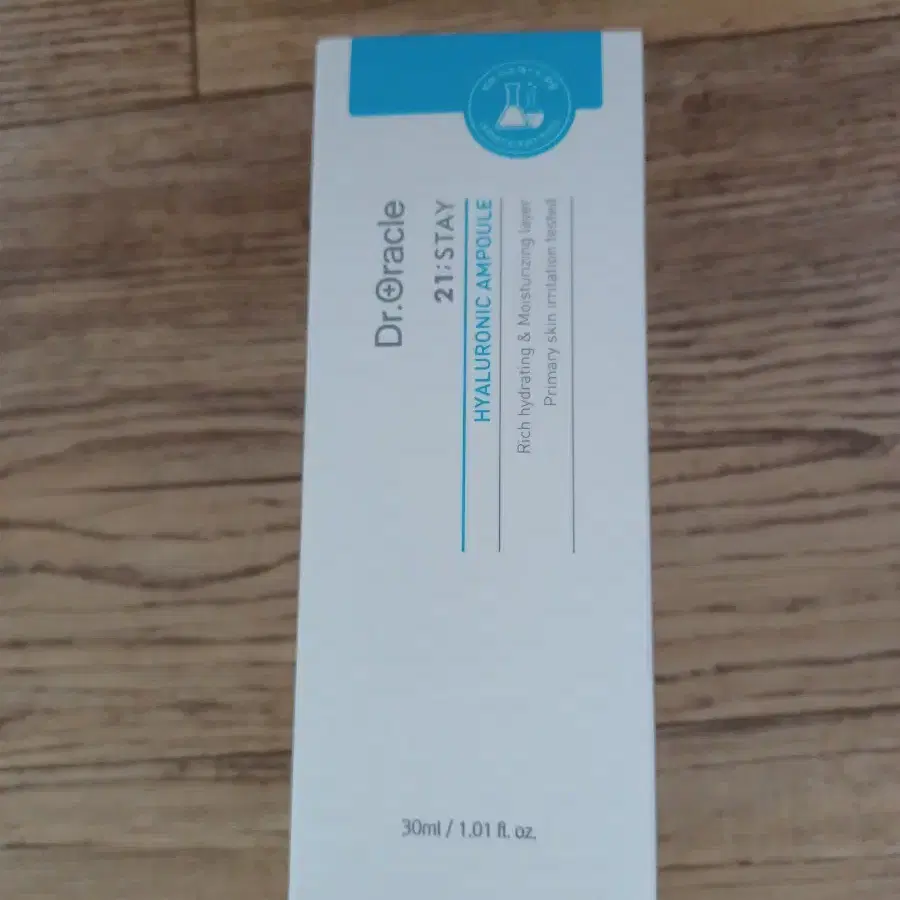 Dr.Oracle
21;STAY
HYALURONIC AMPOULE
Rich hydrating & Moisturizing layer
Primary skin irritation tested
30ml / 1.01 fl. oz.